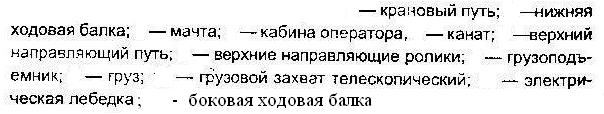 — крановый путь; —нижняя
ходовая балка; — мачта; — кабина оператора, — канат; —верхний
направляющий путь; — верхние направляющие ролики; — грузоподъ-
емник; — груз; — грузовой захват телескопический; — электри-
ческая лебедка; - боковая ходовая балка